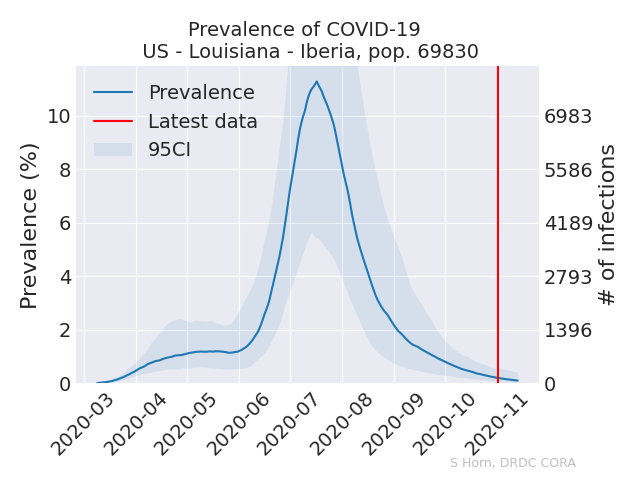 Prevalence of COVID-19
US - Louisiana - Iberia, pop. 69830
Prevalence
Latest data
95CI
Prevalence (%)
10
8
6
4
2
0
6983
5586
4189
2793
1396
0
# of infections
2020-03
2020-04
2020-05
2020-06
2020-07
2020-08
2020-09
2020-10
2020-11
S Horn, DRDC CORA